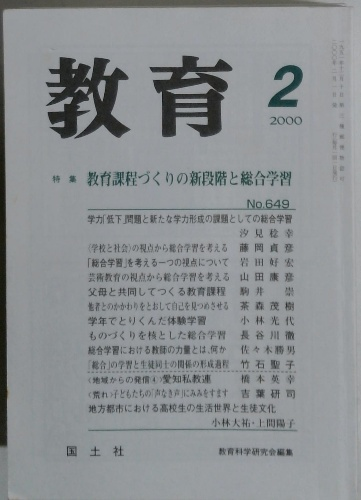 教育
2
2000
特集 教育課程づくりの新段階と総合学習
No.649
学力「低下」問題と新たな学力形成の課題としての総合学習
汐見稔幸
〈学校と社会〉の視点から総合学習を考える 藤岡貞彦
「総合学習」を考える一つの視点について 岩田好宏
芸術教育の視点から総合学習を考える 山田康彦
父母と共同してつくる教育課程 駒井 崇
他者とのかかわりをとおして自己を見つめさせる 茶森茂樹
学年でとりくんだ体験学習 小林光代
ものづくりを核とした総合学習 長谷川徹
総合学習における教師の力量とは、何か 佐々木勝男
「総合」の学習と生徒同士の関係の形成過程 竹石聖子
〈地域からの発信④〉愛知私教連 橋本英幸
〈荒れ〉子どもたちの「声なき声」にみみをすます 吉葉研司
地方都市における高校生の生活世界と生徒文化
小林大祐・上間陽子
国土社
教育科学研究会編集